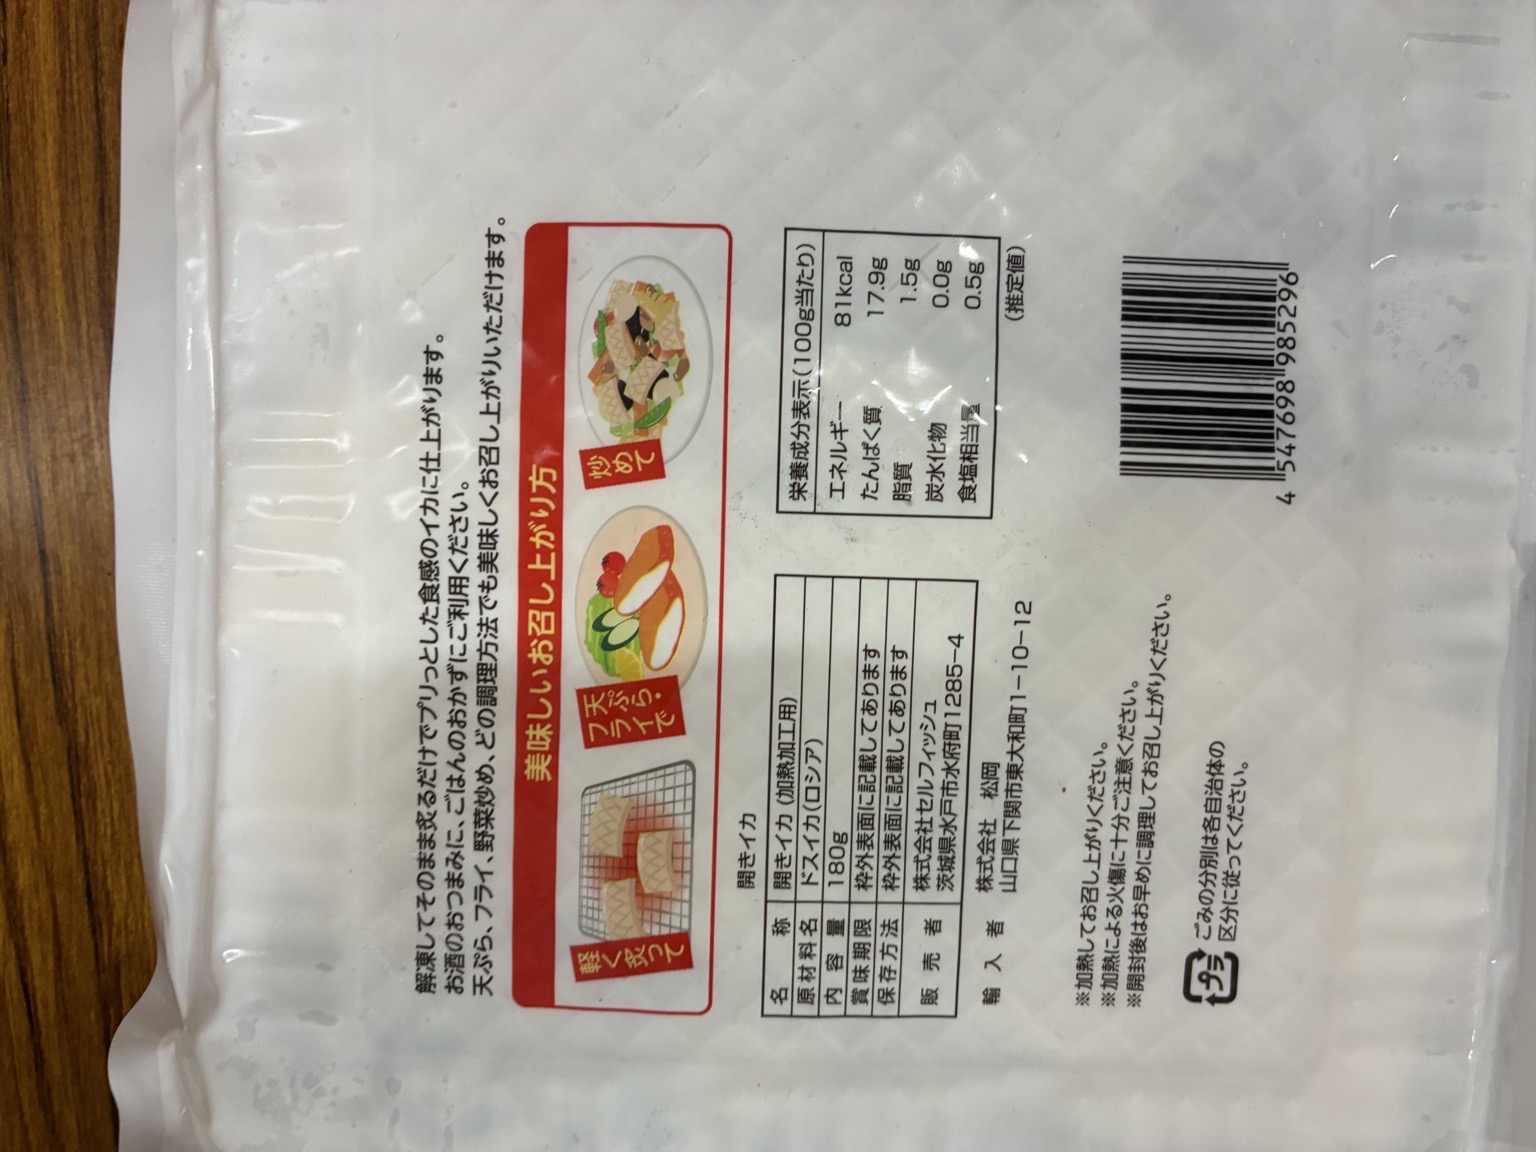 解凍してそのまま炙るだけでプリっとした食感のイカに仕上がります。
お酒のおつまみに、ごはんのおかずにご利用ください。
天ぷら、フライ、野菜炒め、どの調理方法でも美味しくお召し上がりいただけます。
美味しいお召し上がり方
軽く炙って
天ぷら・フライで
炒めて
開きイカ
名称 開きイカ (加熱加工用)
原材料名 ドスイカ(ロシア)
内容量 180g
賞味期限 枠外表面に記載してあります
保存方法 枠外表面に記載してあります
販売者 株式会社セルフィッシュ
茨城県水戸市水府町1285−4
輸入者 株式会社 松岡
山口県下関市東大和町1−10−12
栄養成分表示(100g当たり)
エネルギー 81kcal
たんぱく質 17.9g
脂質 1.5g
炭水化物 0.0g
食塩相当量 0.5g
(推定値)
※加熱してお召し上がりください。
※加熱による火傷に十分ご注意ください。
※開封後はお早めに調理してお召し上がりください。
プラ
ごみの分別は各自治体の
区分に従ってください。
4 547698 985296